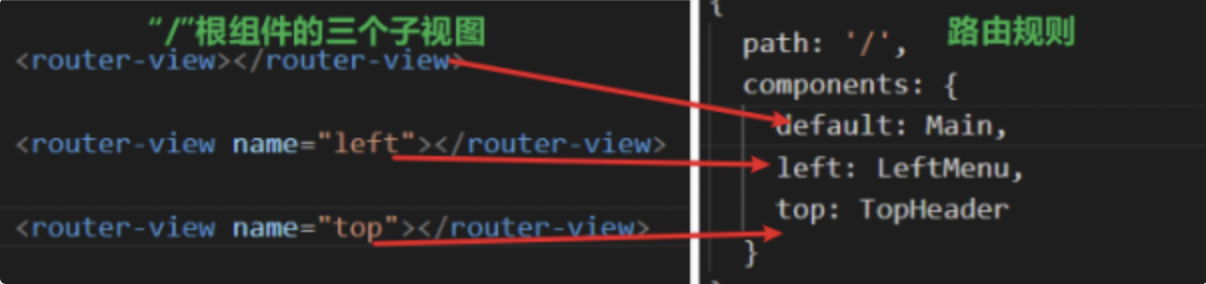 “/”根组件的三个子视图
<router-view></router-view>
<router-view name="left"></router-view>
<router-view name="top"></router-view>
{
路由规则
path: '/',
components: {
default: Main,
left: LeftMenu,
top: TopHeader
}